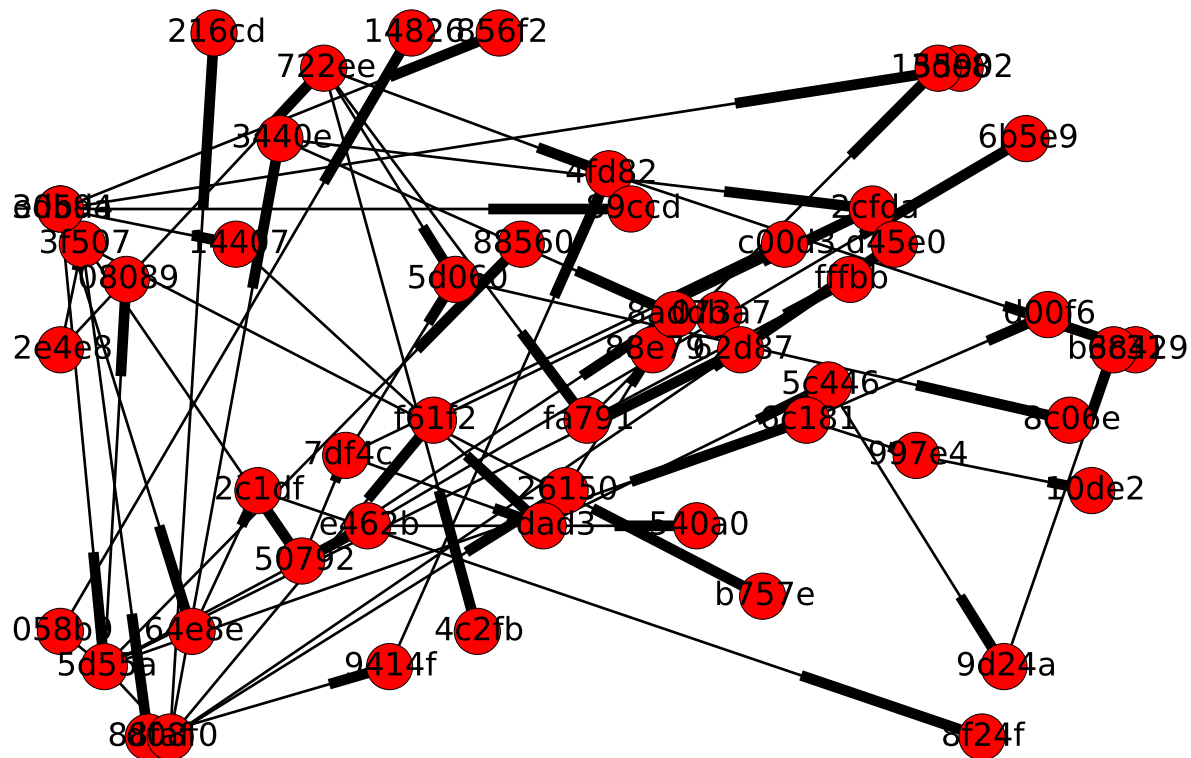 216cd
14826
856f2
722ee
3440e
6b5e9
4fd82
89ccd
2cfda
3f507
14407
88560
c00d3
d45e0
08089
5d060
fffbb
d00f6
2e4e8
88e79
62d87
5c446
f61f2
fa791
6c181
8c06e
7df4c
997e4
2c1df
26150
10de2
e462b
dad3
540a0
50792
b757e
058b9
64e8e
4c2fb
5d55a
9414f
9d24a
8f24f